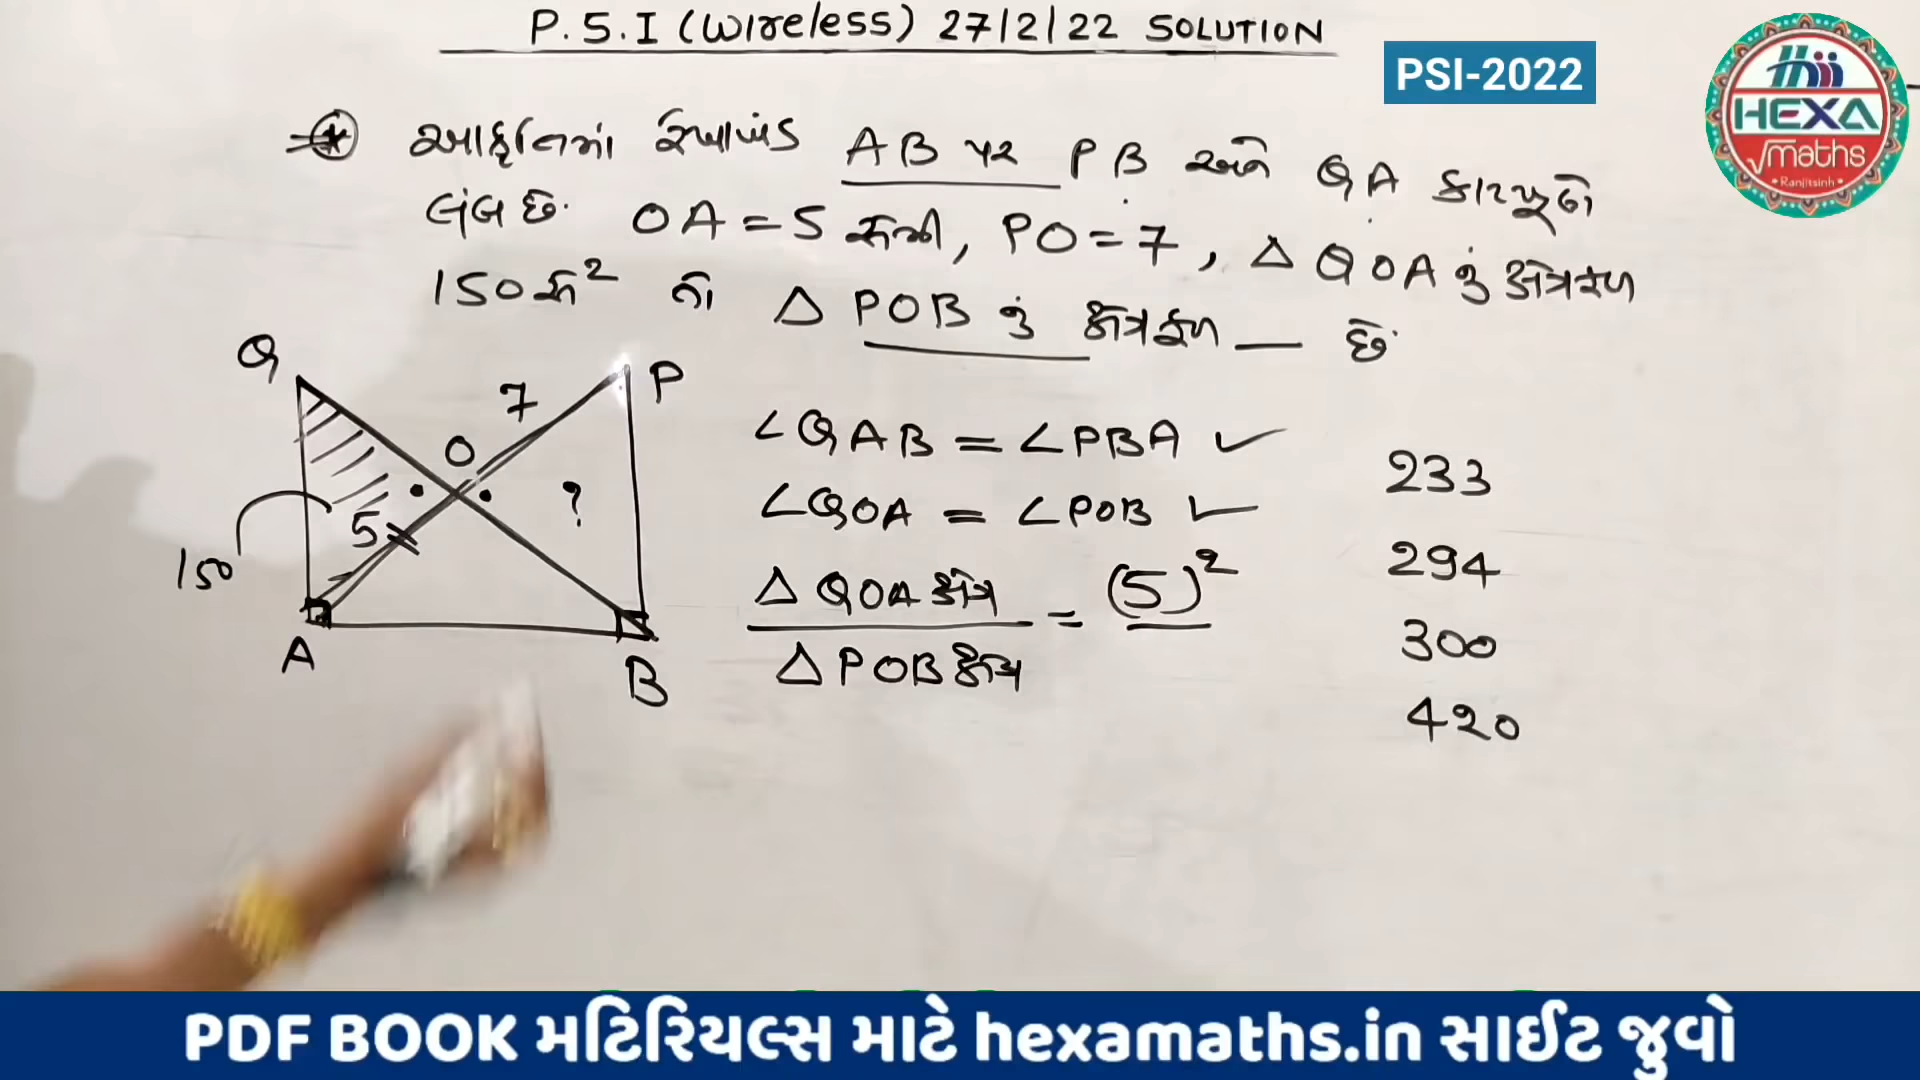 P.S.I (Wireless) 27/2/22 SOLUTION
PSI-2022
HEXA
√maths
• Ranjitsinh •
આકૃતિમાં રેખાખંડ AB પર PB અને QA કાટખૂણે
લંબ છે. OA = 5 સેમી, PO = 7, △ QOA નું ક્ષેત્રફળ
150 સે² તો △ POB નું ક્ષેત્રફળ — છે.
Q
7
P
O
5
?
150
A
B
∠QAB = ∠PBA ✓
∠QOA = ∠POB ✓
△ QOA ક્ષેત્ર = (5)²
△ POB ક્ષેત્ર
233
294
300
420
PDF BOOK મટિરિયલ્સ માટે hexamaths.in સાઈટ જુવો